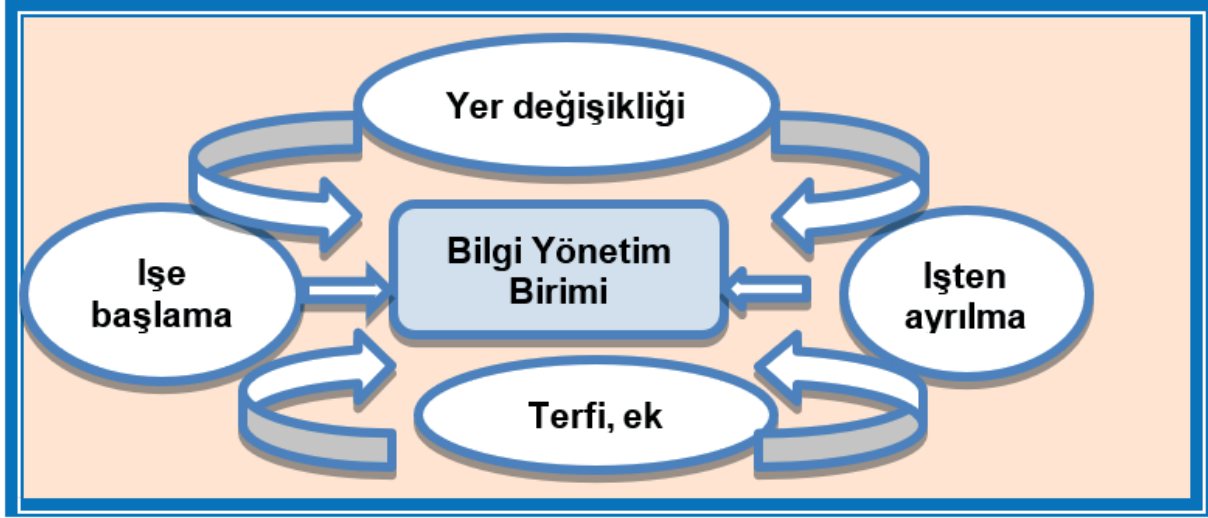 Yer değişikliği
Işe
başlama
Bilgi Yönetim
Birimi
Işten
ayrılma
Terfi, ek